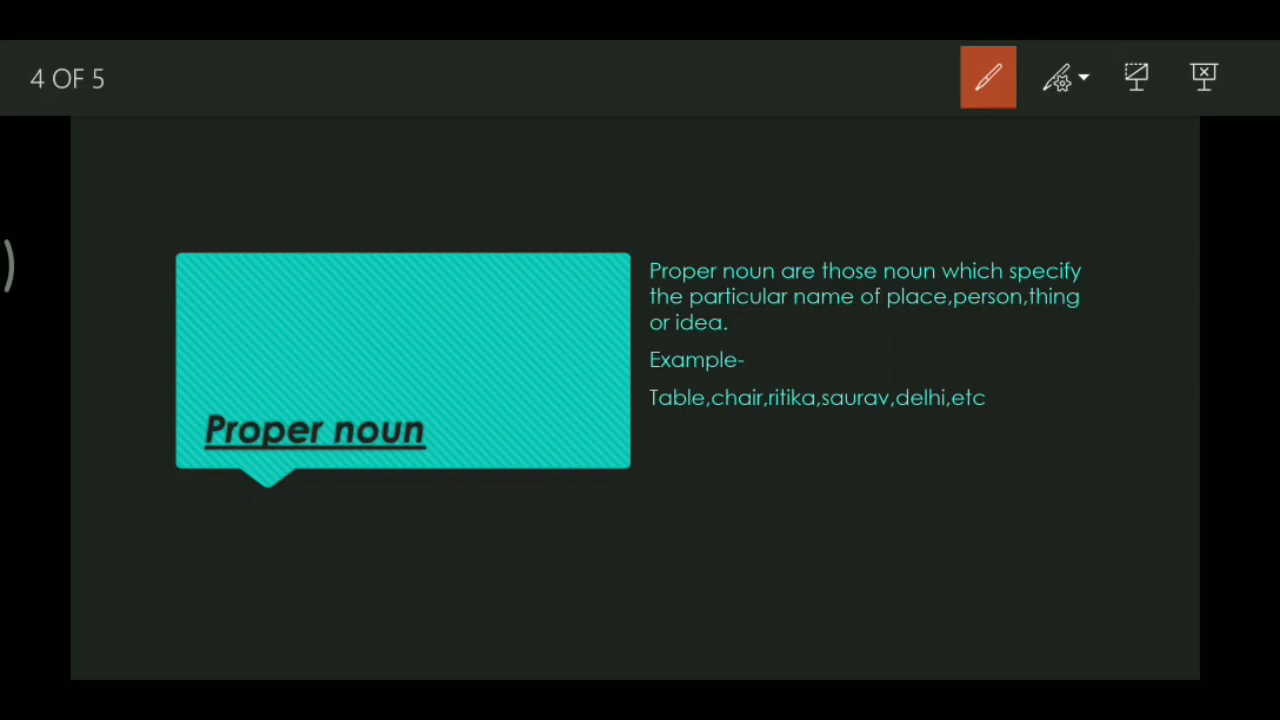 4 OF 5
Proper noun
Proper noun are those noun which specify
the particular name of place,person,thing
or idea.
Example-
Table,chair,ritika,saurav,delhi,etc